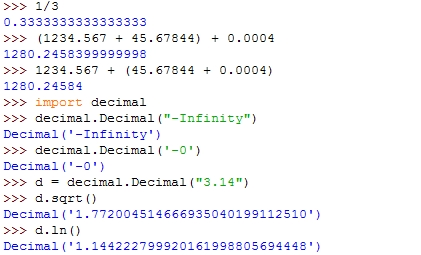 >>> 1/3
0.3333333333333333
>>> (1234.567 + 45.67844) + 0.0004
1280.2458399999998
>>> 1234.567 + (45.67844 + 0.0004)
1280.24584
>>> import decimal
>>> decimal.Decimal("-Infinity")
Decimal('-Infinity')
>>> decimal.Decimal('-0')
Decimal('-0')
>>> d = decimal.Decimal("3.14")
>>> d.sqrt()
Decimal('1.772004514666935040199112510')
>>> d.ln()
Decimal('1.144222799920161998805694448')